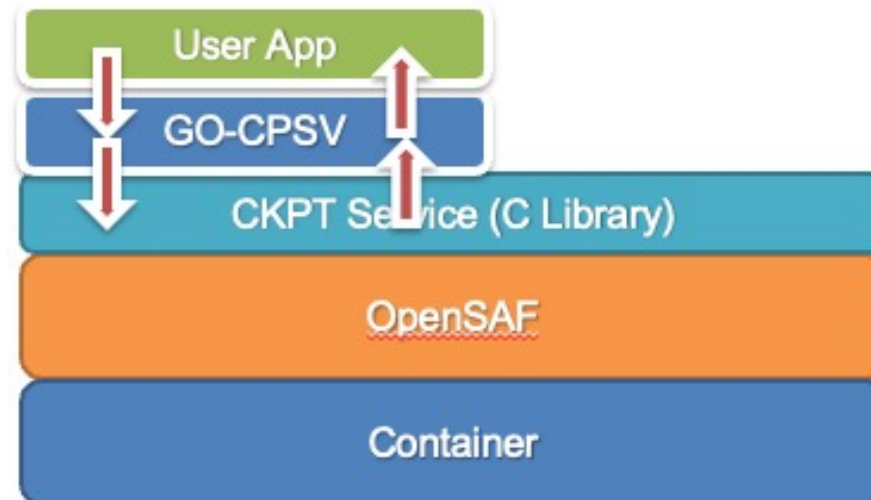 User App
GO-CPSV
CKPT Service (C Library)
OpenSAF
Container